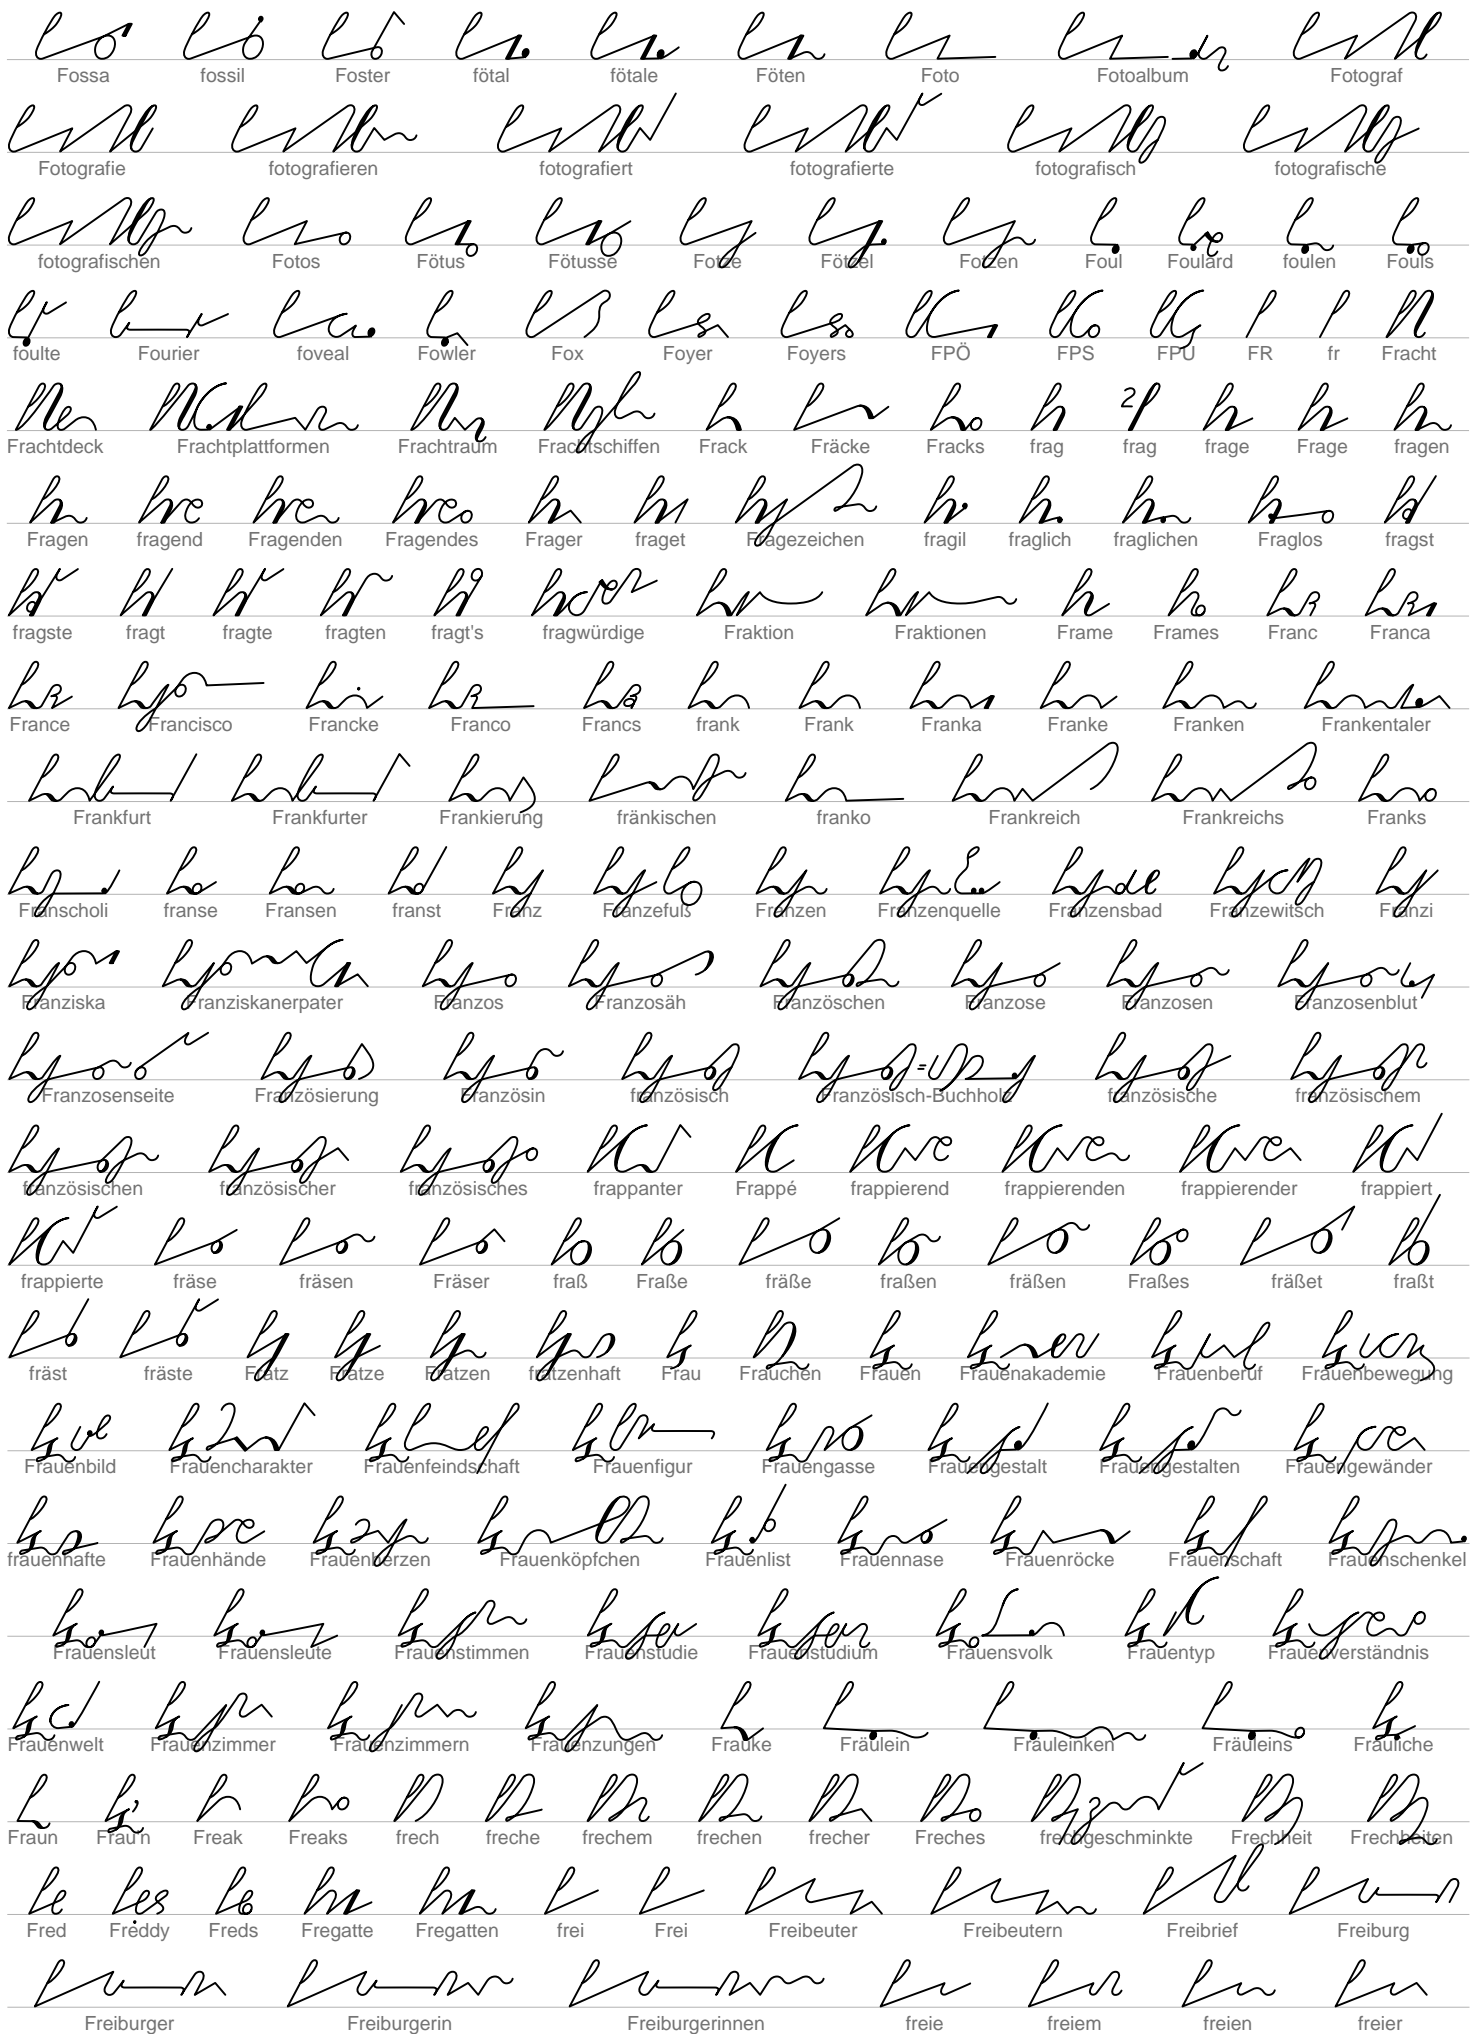 Fossa fossil Foster fötal fötale Föten Foto Fotoalbum Fotograf
Fotografie fotografieren fotografiert fotografierte fotografisch fotografische
fotografischen Fotos Fötus Fötusse Fotze Fötzel Fotzen Foul Foulard foulen Fouls
foulte Fourier foveal Fowler Fox Foyer Foyers FPÖ FPS FPU FR fr Fracht
Frachtdeck Frachtplattformen Frachtraum Frachtschiffen Frack Fräcke Fracks frag frag frage Frage fragen
Fragen fragend Fragenden Fragendes Frager fraget Fragezeichen fragil fraglich fraglichen Fraglos fragst
fragste fragt fragte fragten fragt's fragwürdige Fraktion Fraktionen Frame Frames Franc Franca
France Francisco Francke Franco Francs frank Frank Franka Franke Franken Frankentaler
Frankfurt Frankfurter Frankierung fränkischen franko Frankreich Frankreichs Franks
Franscholi franse Fransen franst Franz Franzefuß Franzen Franzenquelle Franzensbad Franzewitsch Franzi
Franziska Franziskanerpater Franzos Franzosäh Französchen Franzose Franzosen Franzosenblut
Franzosenseite Französierung Französin französisch Französisch-Buchholz französische französischem
französischen französischer französisches frappanter Frappé frappierend frappierenden frappierender frappiert
frappierte fräse fräsen Fräser fraß Fraße fräße fraßen fräßen Fraßes fräßet fraßt
fräst fräste Fratz Fratze Fratzen fratzenhaft Frau Frauchen Frauen Frauenakademie Frauenberuf Frauenbewegung
Frauenbild Frauencharakter Frauenfeindschaft Frauenfigur Frauengasse Frauengestalt Frauengestalten Frauengewänder
frauenhafte Frauenhände Frauenherzen Frauenköpfchen Frauenlist Frauennase Frauenröcke Frauenschaft Frauenschenkel
Frauensleut Frauensleute Frauenstimmen Frauenstudie Frauenstudium Frauensvolk Frauentyp Frauenverständnis
Frauenwelt Frauenzimmer Frauenzimmern Frauenzungen Frauke Fräulein Fräuleinken Fräuleins Frauliche
Fraun Frau'n Freak Freaks frech freche frechem frechen frecher Freches frechgeschminkte Frechheit Frechheiten
Fred Freddy Freds Fregatte Fregatten frei Frei Freibeuter Freibeutern Freibrief Freiburg
Freiburger Freiburgerin Freiburgerinnen freie freiem freien freier